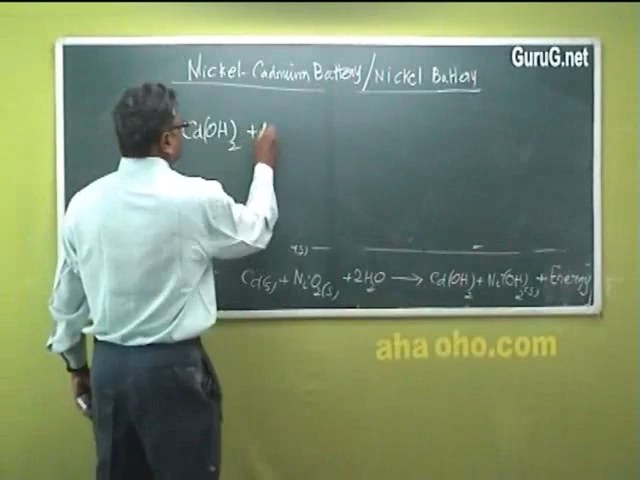 GuruG.net
Nickel-Cadmium Battery/Nickel Battery
Cd(OH)2 +
(s)
Cd(s) + NiO2(s) + 2H2O → Cd(OH)2 + Ni(OH)2(s) + Energy
aha oho.com